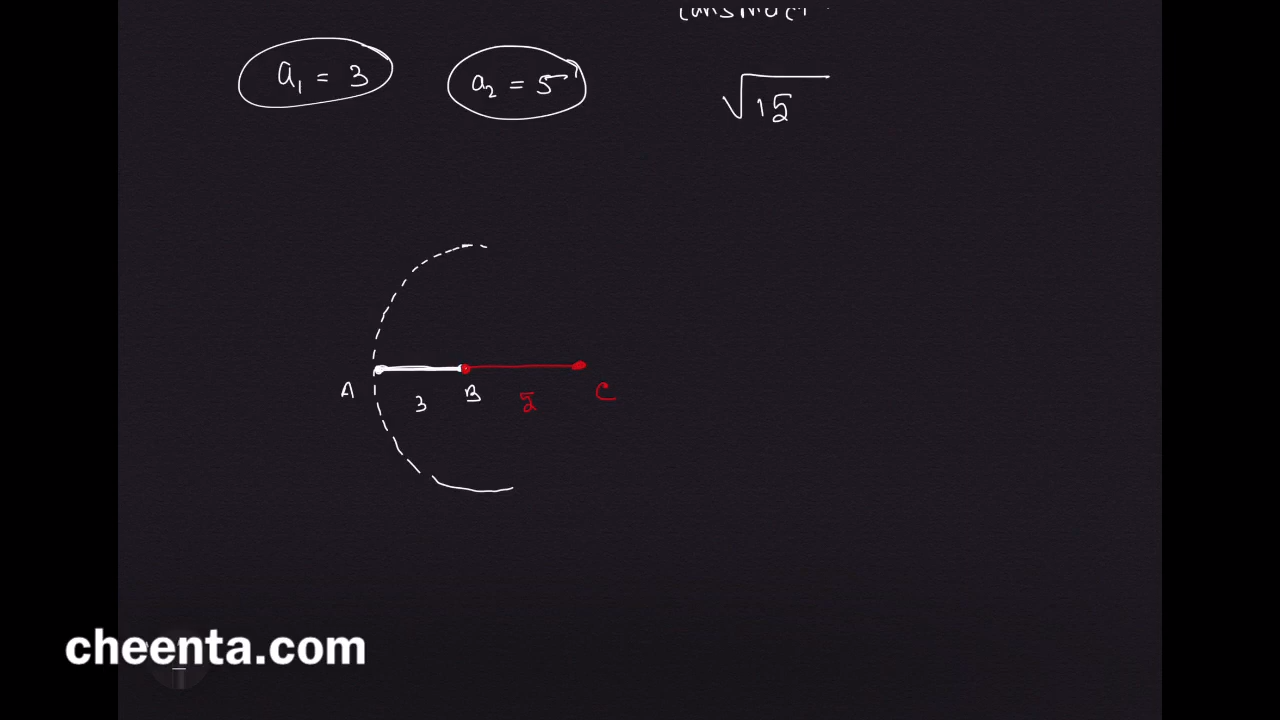 a₁ = 3 a₂ = 5 √15
A 3 B 5 C
cheenta.com